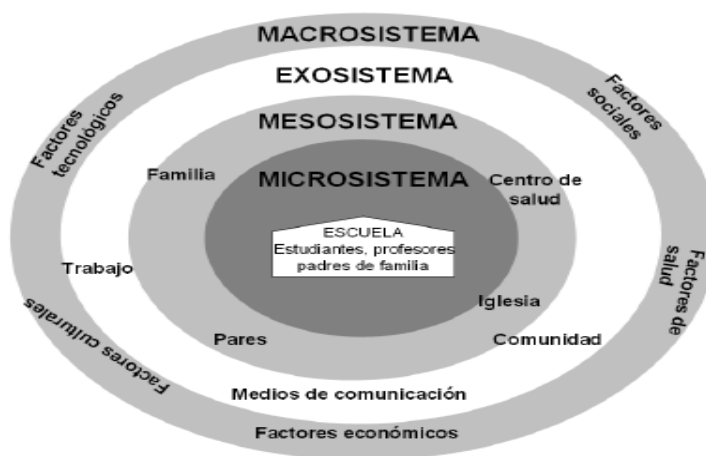 MACROSISTEMA
EXOSISTEMA
MESOSISTEMA
MICROSISTEMA
Factores
tecnológicos
Factores
sociales
Familia
Centro de
salud
ESCUELA
Estudiantes, profesores
padres de familia
Trabajo
Factores de
salud
Iglesia
Factores culturales
Pares
Comunidad
Medios de comunicación
Factores económicos